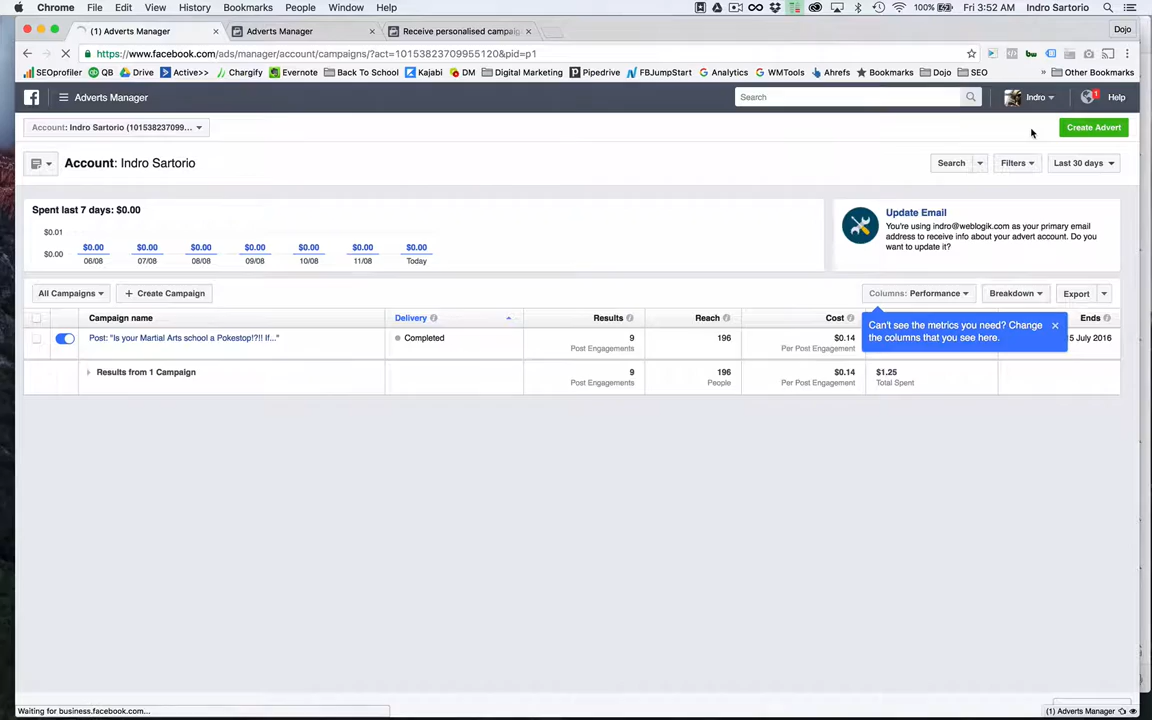 Chrome File Edit View History Bookmarks People Window Help 100% Fri 3:52 AM Indro Sartorio
(1) Adverts Manager × Adverts Manager × Receive personalised campaig × Dojo
https://www.facebook.com/ads/manager/account/campaigns/?act=10153823709955120&pid=p1
SEOprofiler QB Drive Active>> Chargify Evernote Back To School Kajabi DM Digital Marketing Pipedrive FBJumpStart Analytics WMTools Ahrefs Bookmarks Dojo SEO » Other Bookmarks
Adverts Manager Search Indro 1 Help
Account: Indro Sartorio (101538237099... Create Advert
Account: Indro Sartorio Search Filters Last 30 days
Spent last 7 days: $0.00
$0.01
$0.00
$0.00 $0.00 $0.00 $0.00 $0.00 $0.00 $0.00
06/08 07/08 08/08 09/08 10/08 11/08 Today
Update Email
You're using indro@weblogik.com as your primary email
address to receive info about your advert account. Do you
want to update it?
All Campaigns + Create Campaign Columns: Performance Breakdown Export
Campaign name Delivery Results Reach Cost Ends
Can't see the metrics you need? Change ×
the columns that you see here.
Post: "Is your Martial Arts school a Pokestop!?!! If..." Completed 9 196 $0.14 5 July 2016
Post Engagements Per Post Engagement
Results from 1 Campaign 9 196 $0.14 $1.25
Post Engagements People Per Post Engagement Total Spent
Waiting for business.facebook.com... (1) Adverts Manager